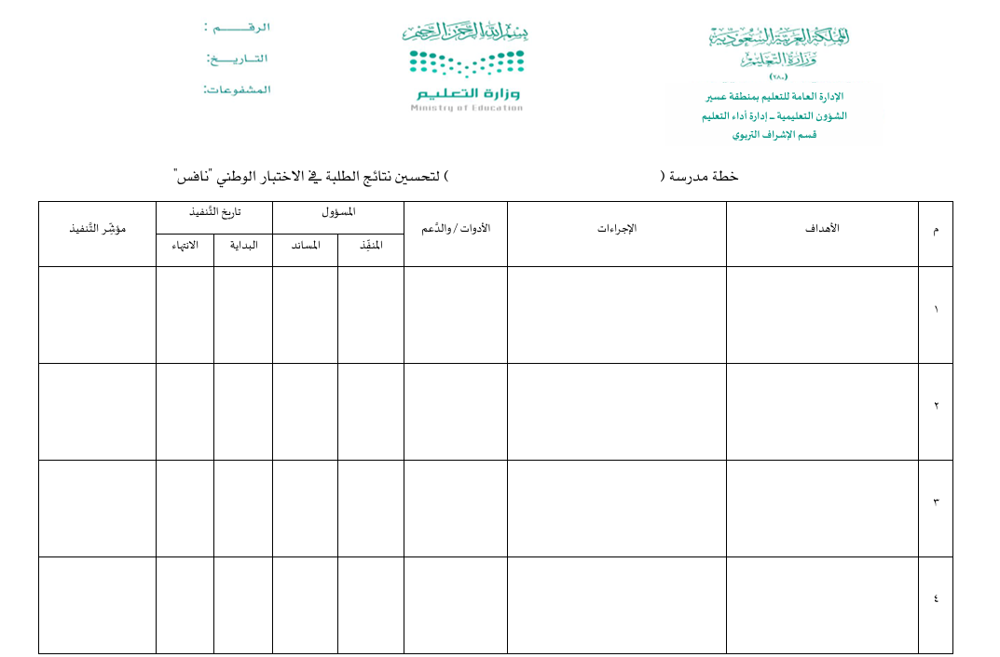 المملكة العربية السعودية
وزارة التعليم
(٢٨٠)
الإدارة العامة للتعليم بمنطقة عسير
الشؤون التعليمية – إدارة أداء التعليم
قسم الإشراف التربوي
بسم الله الرحمن الرحيم
وزارة التعليم
Ministry of Education
الرقـــــم :
التـاريــــخ:
المشفوعات:
خطة مدرسة ( ) لتحسين نتائج الطلبة في الاختبار الوطني "نافس"
م الأهداف الإجراءات الأدوات / والدَّعم المسؤول تاريخ التَّنفيذ مؤشِّر التَّنفيذ
المنفِّذ المساند البداية الانتهاء
١
٢
٣
٤